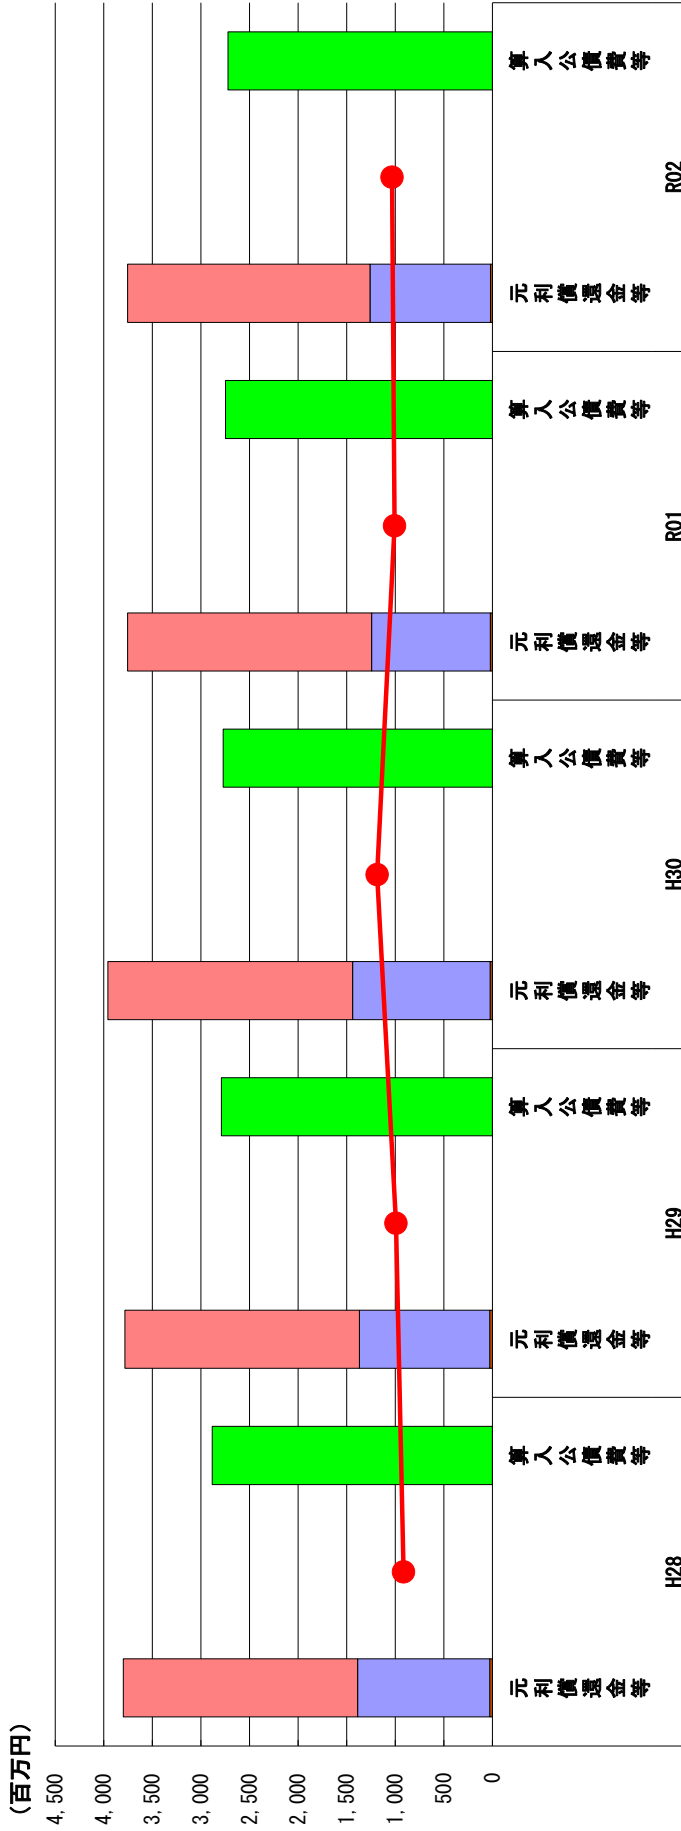 (百万円)
4,500
4,000
3,500
3,000
2,500
2,000
1,500
1,000
500
0
元利償還金等
算入公債費等
元利償還金等
算入公債費等
元利償還金等
算入公債費等
元利償還金等
算入公債費等
元利償還金等
算入公債費等
H28
H29
H30
R01
R02